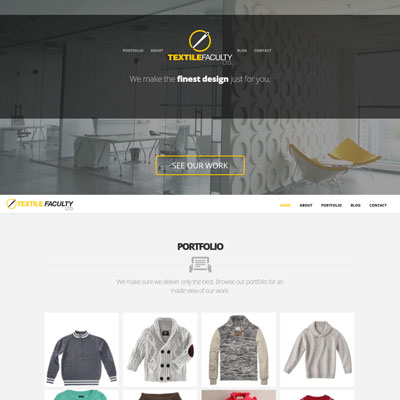 PORTFOLIO ABOUT BLOG CONTACT
TEXTILEFACULTY
LTD.
We make the finest design just for you.
SEE OUR WORK
TEXTILE FACULTY
LTD
HOME ABOUT PORTFOLIO BLOG CONTACT
PORTFOLIO
We make sure we deliver only the best. Browse our portfolio for an
inside view of our work.